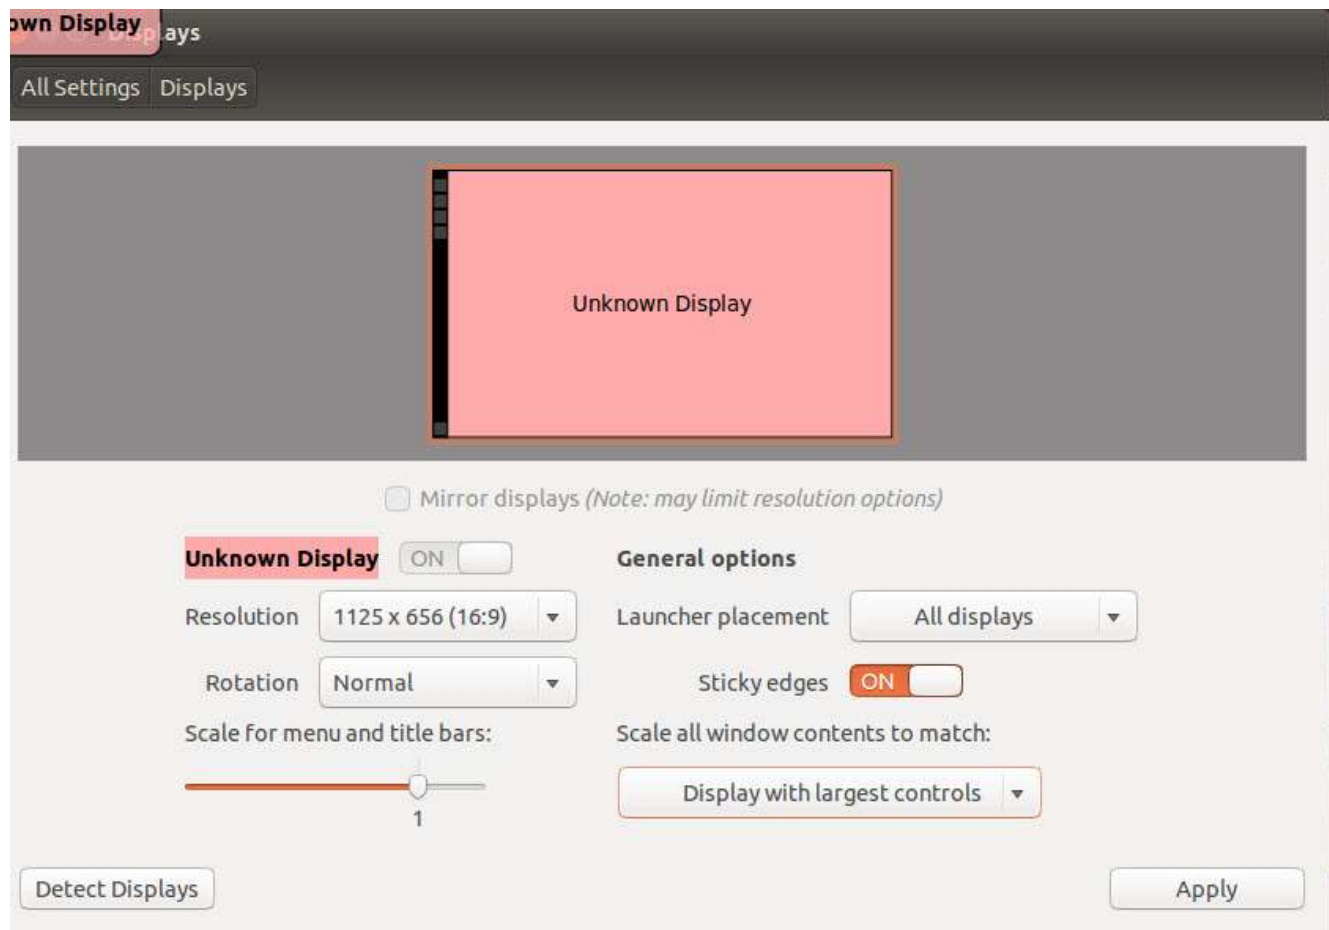 own Display
Displays
All Settings Displays
Unknown Display
Mirror displays (Note: may limit resolution options)
Unknown Display ON
General options
Resolution 1125 x 656 (16:9)
Launcher placement All displays
Rotation Normal
Sticky edges ON
Scale for menu and title bars:
Scale all window contents to match:
Display with largest controls
1
Detect Displays
Apply